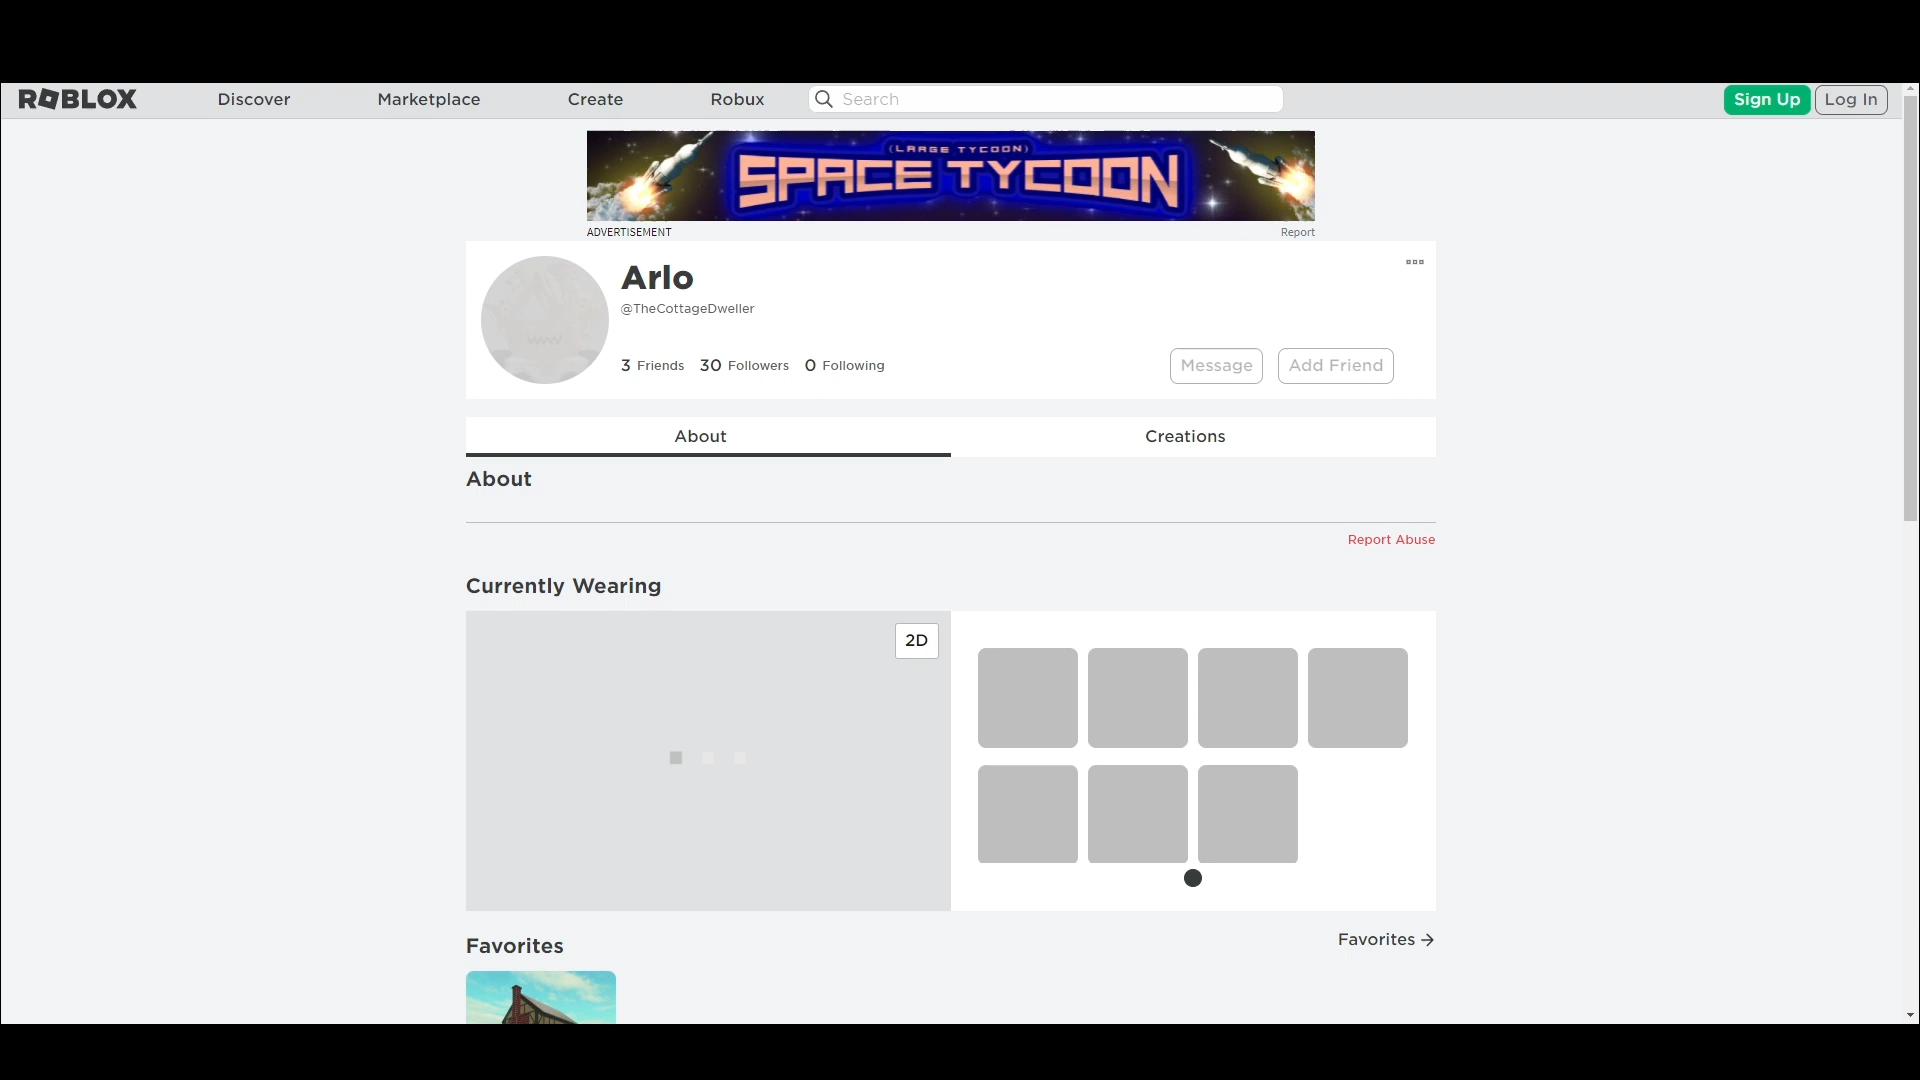 ROBLOX Discover Marketplace Create Robux Search Sign Up Log In
(LARGE TYCOON)
SPACE TYCOON
ADVERTISEMENT Report
Arlo
@TheCottageDweller
3 Friends 30 Followers 0 Following Message Add Friend
About Creations
About
Report Abuse
Currently Wearing
2D
Favorites Favorites →